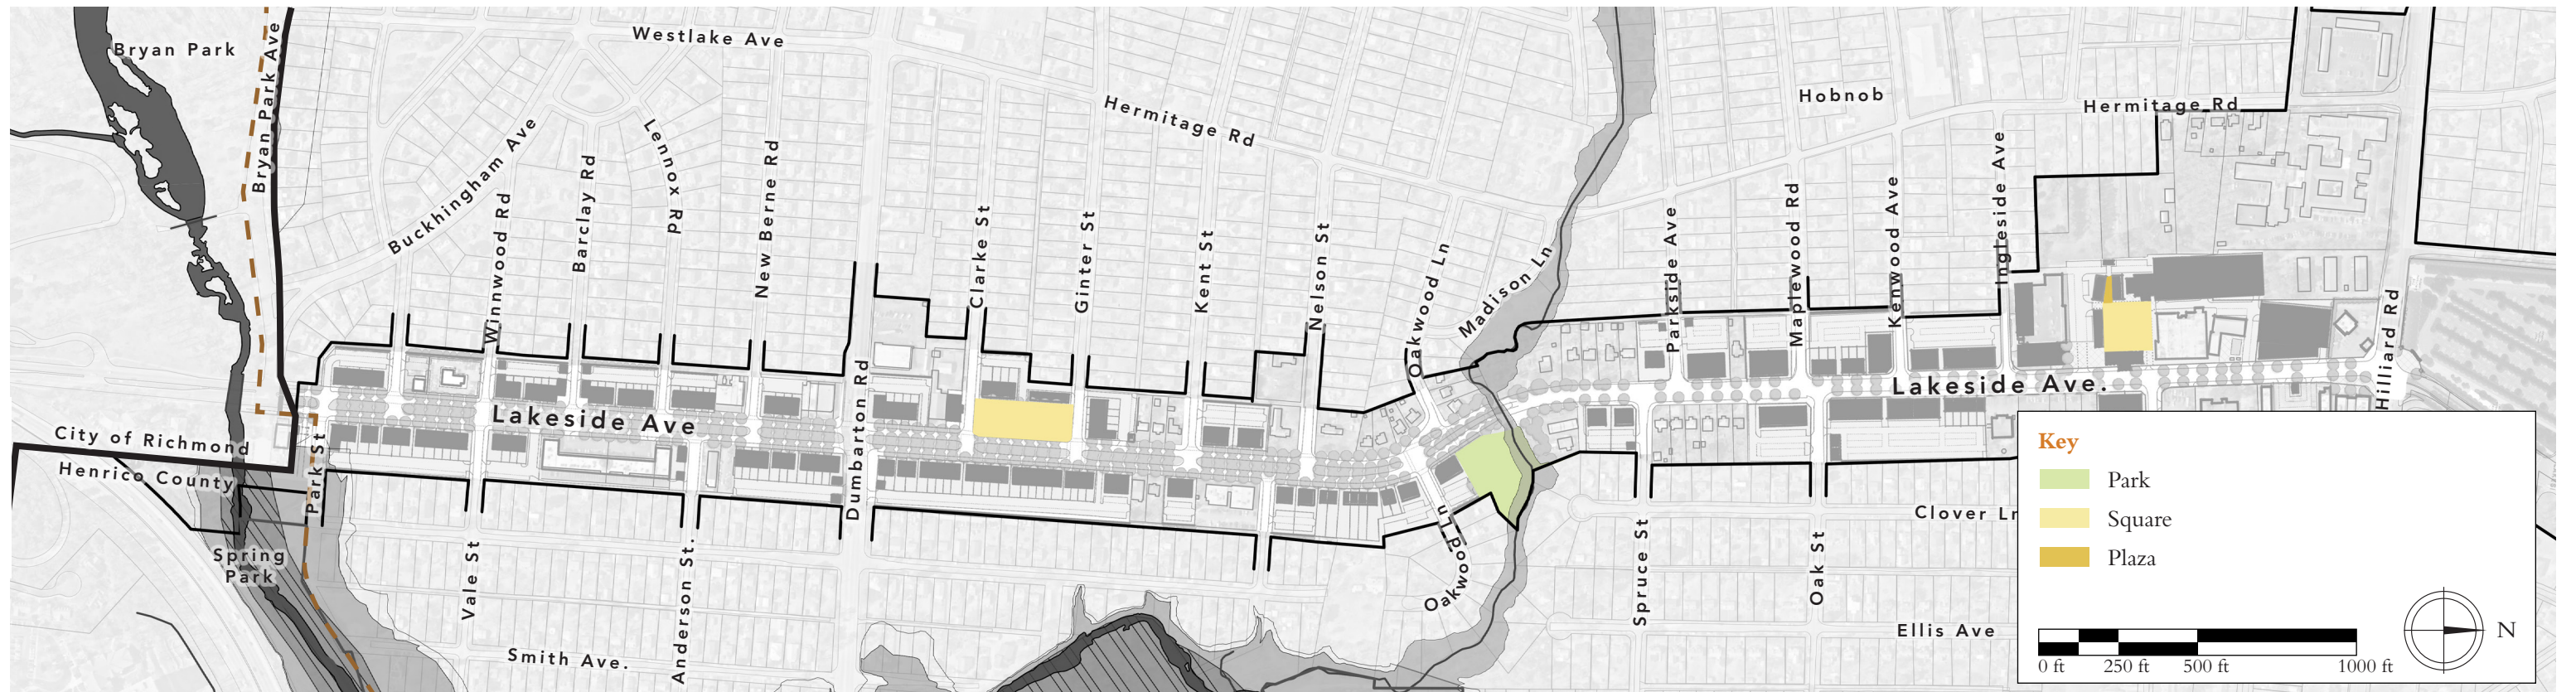 Bryan Park
Bryan Park Ave
Westlake Ave
Hermitage Rd
Hobnob
Hermitage Rd
Buckhingham Ave
Winnwood Rd
Barclay Rd
Lennox Rd
New Berne Rd
Clarke St
Ginter St
Kent St
Nelson St
Oakwood Ln
Madison Ln
Parkside Ave
Maplewood Rd
Kenwood Ave
Ingleside Ave
Hilliard Rd
Lakeside Ave
Lakeside Ave.
Dumbarton Rd
City of Richmond
Henrico County
Park St
Spring
Park
Vale St
Anderson St.
Smith Ave.
Oakwood Ln
Spruce St
Oak St
Clover Ln
Ellis Ave
Key
Park
Square
Plaza
0 ft 250 ft 500 ft 1000 ft
N